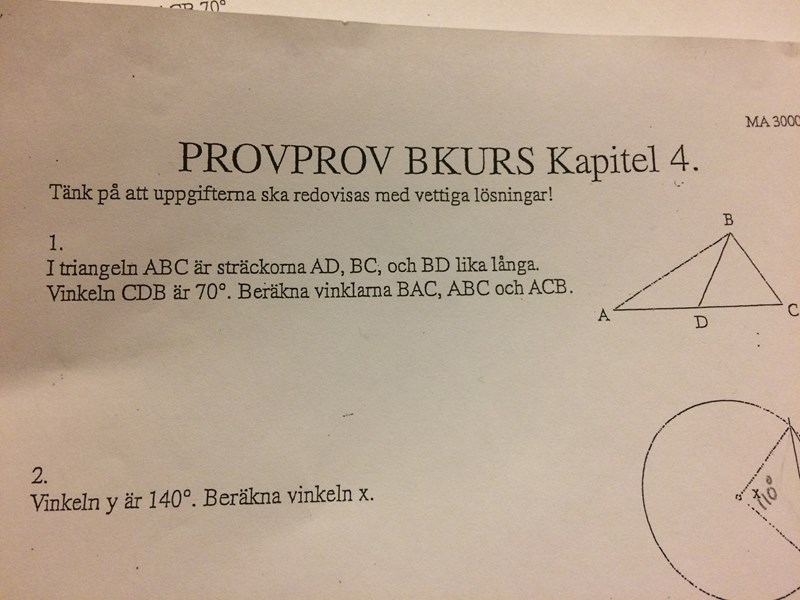 CB 70°
MA 3000
PROVPROV BKURS Kapitel 4.
Tänk på att uppgifterna ska redovisas med vettiga lösningar!
1.
I triangeln ABC är sträckorna AD, BC, och BD lika långa.
Vinkeln CDB är 70°. Beräkna vinklarna BAC, ABC och ACB.
B
A
D
C
2.
Vinkeln y är 140°. Beräkna vinkeln x.
x
110°